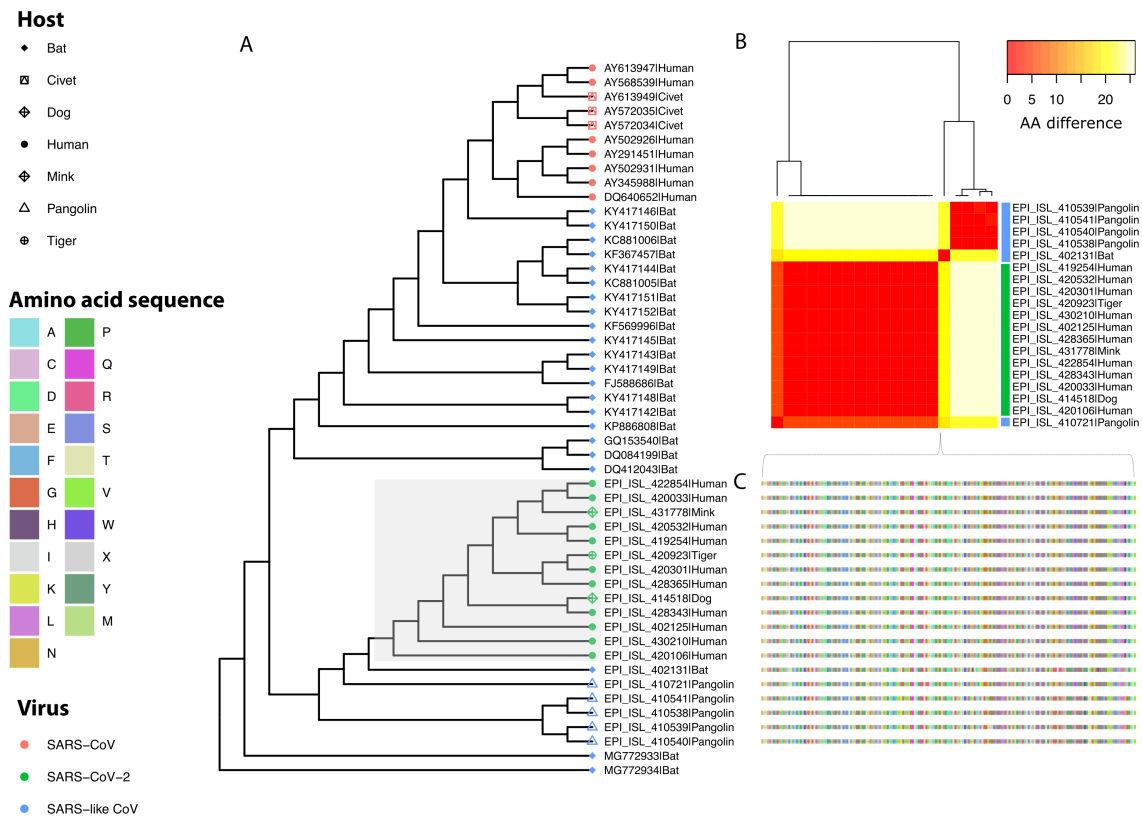 Host
Bat
Civet
Dog
Human
Mink
Pangolin
Tiger
Amino acid sequence
A P
C Q
D R
E S
F T
G V
H W
I X
K Y
L M
N
Virus
SARS−CoV
SARS−CoV−2
SARS−like CoV
A
AY613947|Human
AY568539|Human
AY613949|Civet
AY572035|Civet
AY572034|Civet
AY502926|Human
AY291451|Human
AY502931|Human
AY345988|Human
DQ640652|Human
KY417146|Bat
KY417150|Bat
KC881006|Bat
KF367457|Bat
KY417144|Bat
KC881005|Bat
KY417151|Bat
KY417152|Bat
KF569996|Bat
KY417145|Bat
KY417143|Bat
KY417149|Bat
FJ588686|Bat
KY417148|Bat
KY417142|Bat
KP886808|Bat
GQ153540|Bat
DQ084199|Bat
DQ412043|Bat
EPI_ISL_422854|Human
EPI_ISL_420033|Human
EPI_ISL_431778|Mink
EPI_ISL_420532|Human
EPI_ISL_419254|Human
EPI_ISL_420923|Tiger
EPI_ISL_420301|Human
EPI_ISL_428365|Human
EPI_ISL_414518|Dog
EPI_ISL_428343|Human
EPI_ISL_402125|Human
EPI_ISL_430210|Human
EPI_ISL_420106|Human
EPI_ISL_402131|Bat
EPI_ISL_410721|Pangolin
EPI_ISL_410541|Pangolin
EPI_ISL_410538|Pangolin
EPI_ISL_410539|Pangolin
EPI_ISL_410540|Pangolin
MG772933|Bat
MG772934|Bat
B
0 5 10 20
AA difference
EPI_ISL_410539|Pangolin
EPI_ISL_410541|Pangolin
EPI_ISL_410540|Pangolin
EPI_ISL_410538|Pangolin
EPI_ISL_402131|Bat
EPI_ISL_419254|Human
EPI_ISL_420532|Human
EPI_ISL_420301|Human
EPI_ISL_420923|Tiger
EPI_ISL_430210|Human
EPI_ISL_402125|Human
EPI_ISL_428365|Human
EPI_ISL_431778|Mink
EPI_ISL_422854|Human
EPI_ISL_428343|Human
EPI_ISL_420033|Human
EPI_ISL_414518|Dog
EPI_ISL_420106|Human
EPI_ISL_410721|Pangolin
C